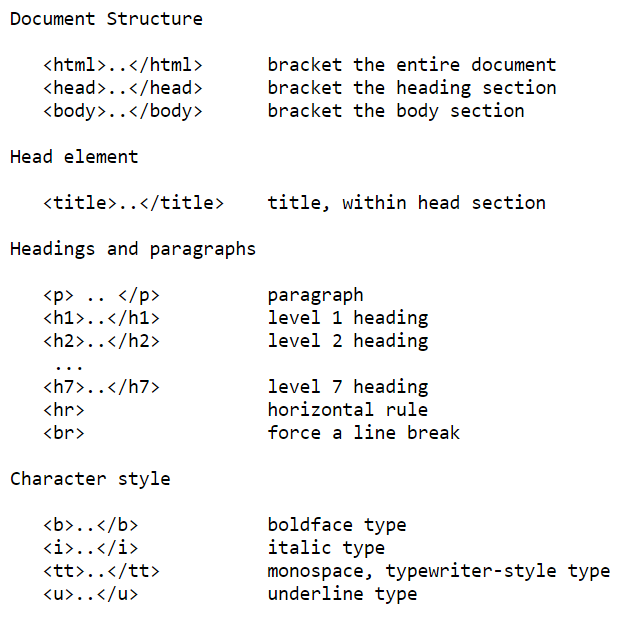 Document Structure
<html>..</html> bracket the entire document
<head>..</head> bracket the heading section
<body>..</body> bracket the body section
Head element
<title>..</title> title, within head section
Headings and paragraphs
<p> .. </p> paragraph
<h1>..</h1> level 1 heading
<h2>..</h2> level 2 heading
...
<h7>..</h7> level 7 heading
<hr> horizontal rule
<br> force a line break
Character style
<b>..</b> boldface type
<i>..</i> italic type
<tt>..</tt> monospace, typewriter-style type
<u>..</u> underline type